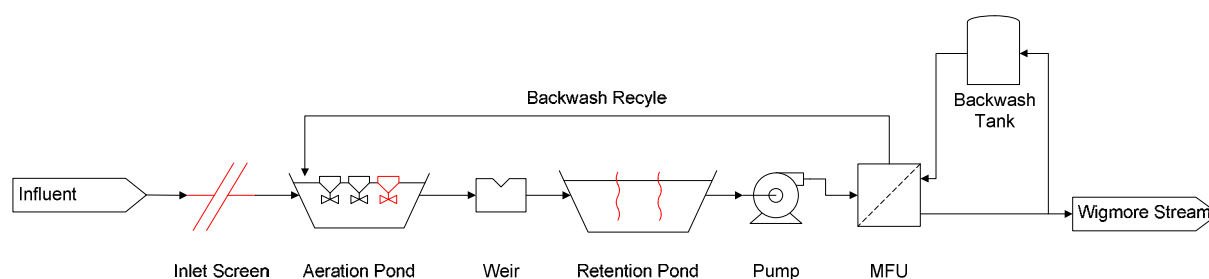 Backwash
Tank
Backwash Recyle
Influent
Wigmore Stream
Inlet Screen
Aeration Pond
Weir
Retention Pond
Pump
MFU